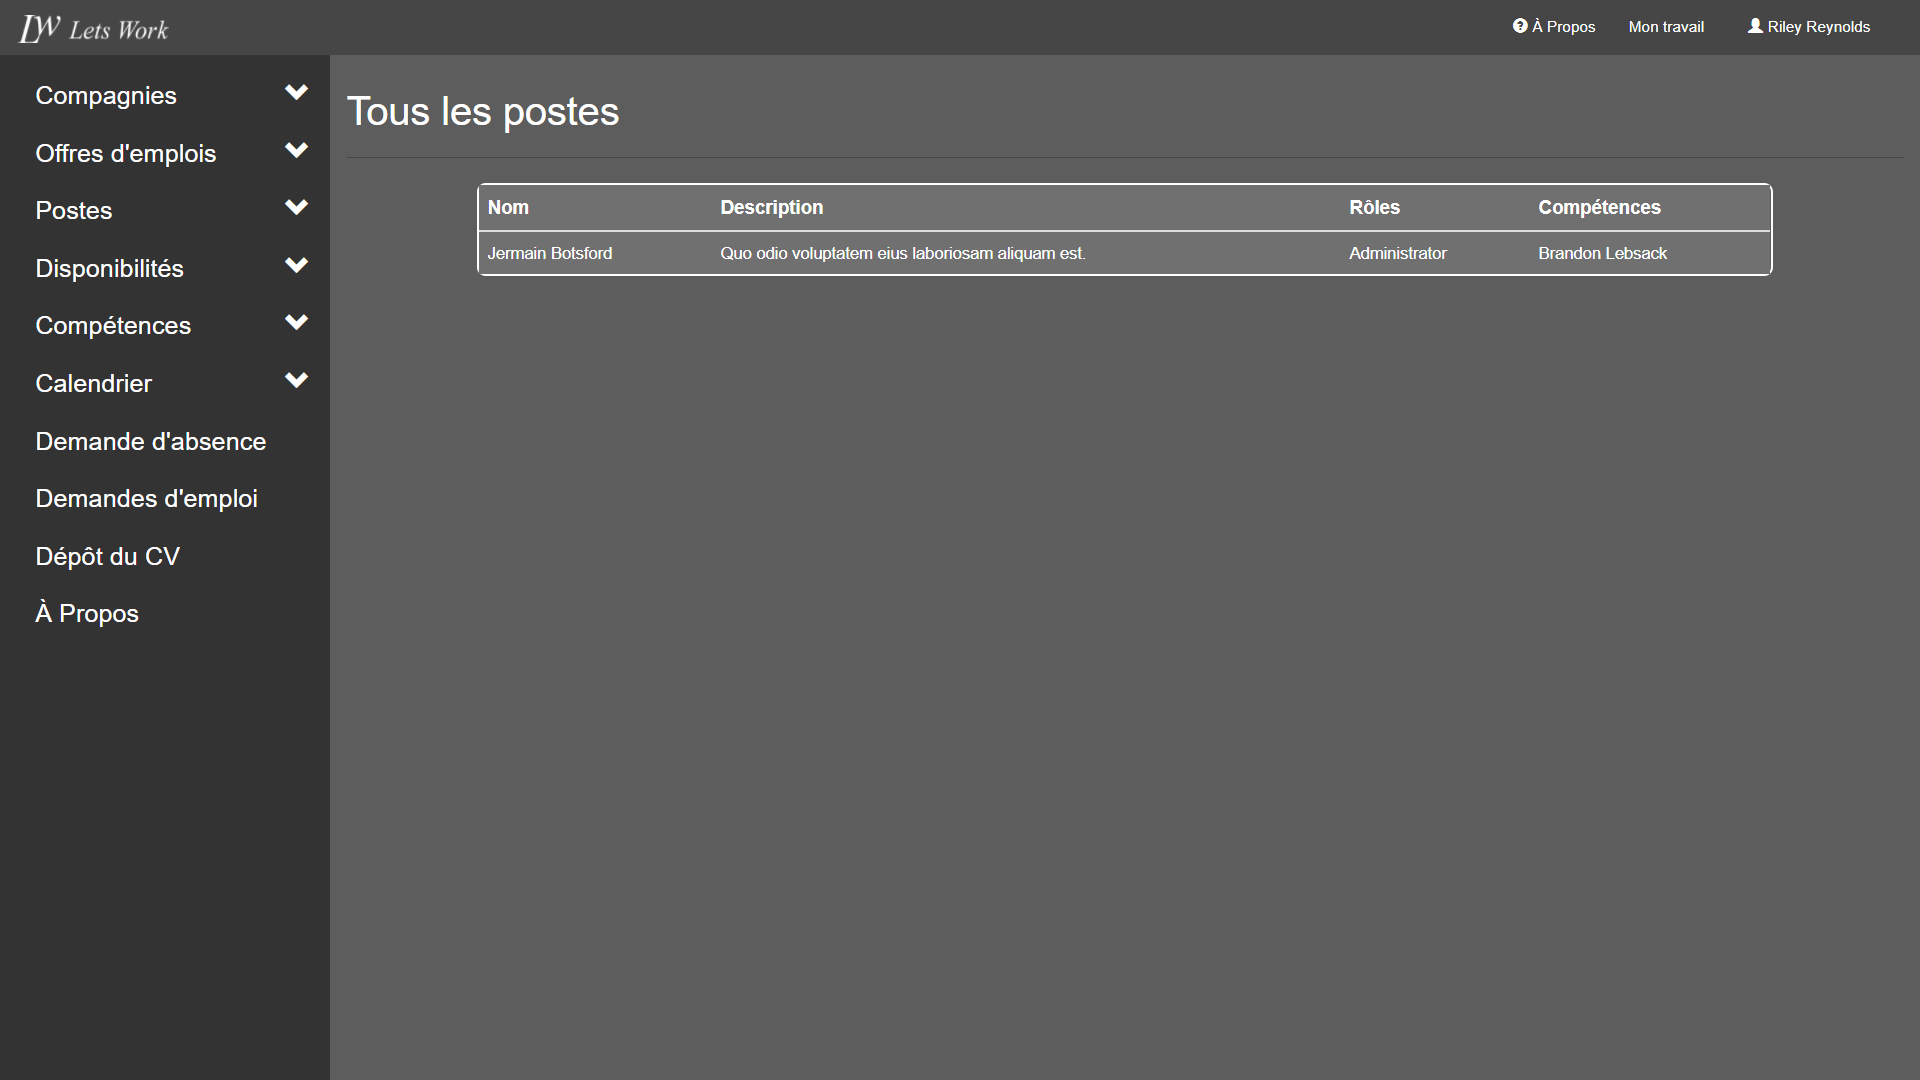 LW Lets Work
À Propos
Mon travail
Riley Reynolds
Compagnies
Offres d'emplois
Postes
Disponibilités
Compétences
Calendrier
Demande d'absence
Demandes d'emploi
Dépôt du CV
À Propos
Tous les postes
Nom Description Rôles Compétences
Jermain Botsford Quo odio voluptatem eius laboriosam aliquam est. Administrator Brandon Lebsack